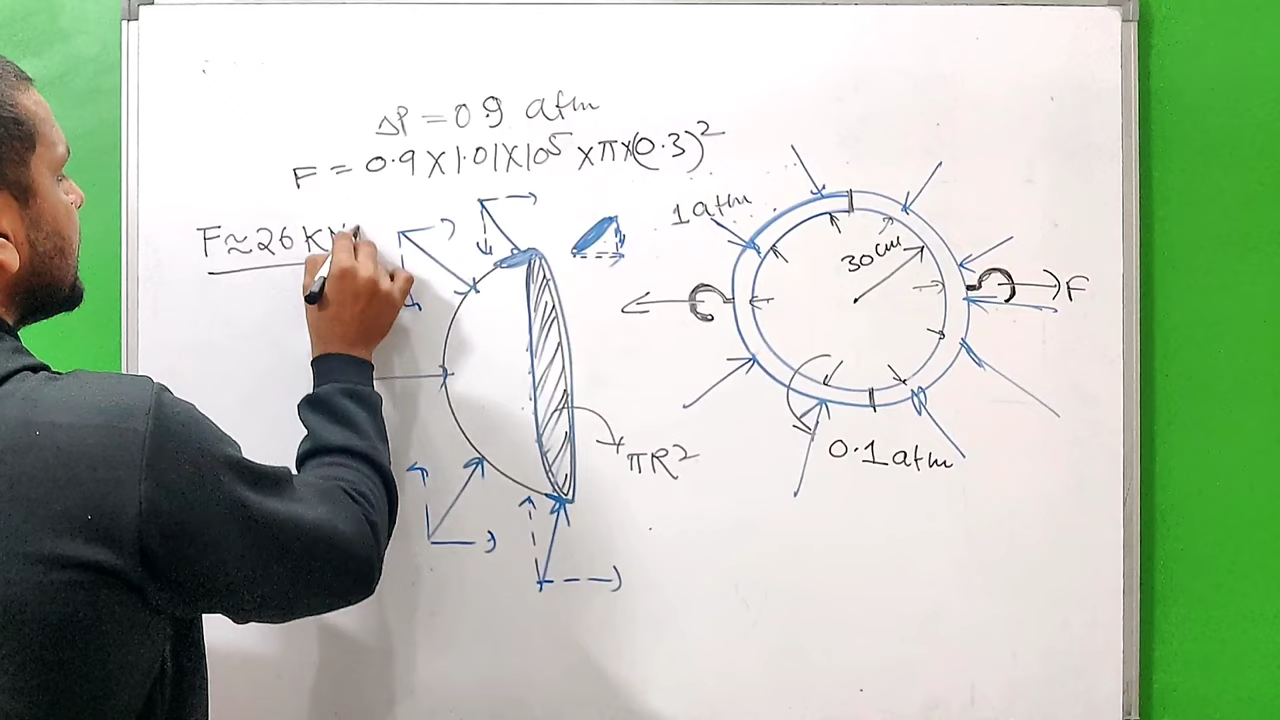 ΔP = 0.9 atm
F = 0.9 X 1.01 X 10⁵ x π x (0.3)²
F ≈ 26 KN
1 atm
30 cm
F
πR²
0.1 atm